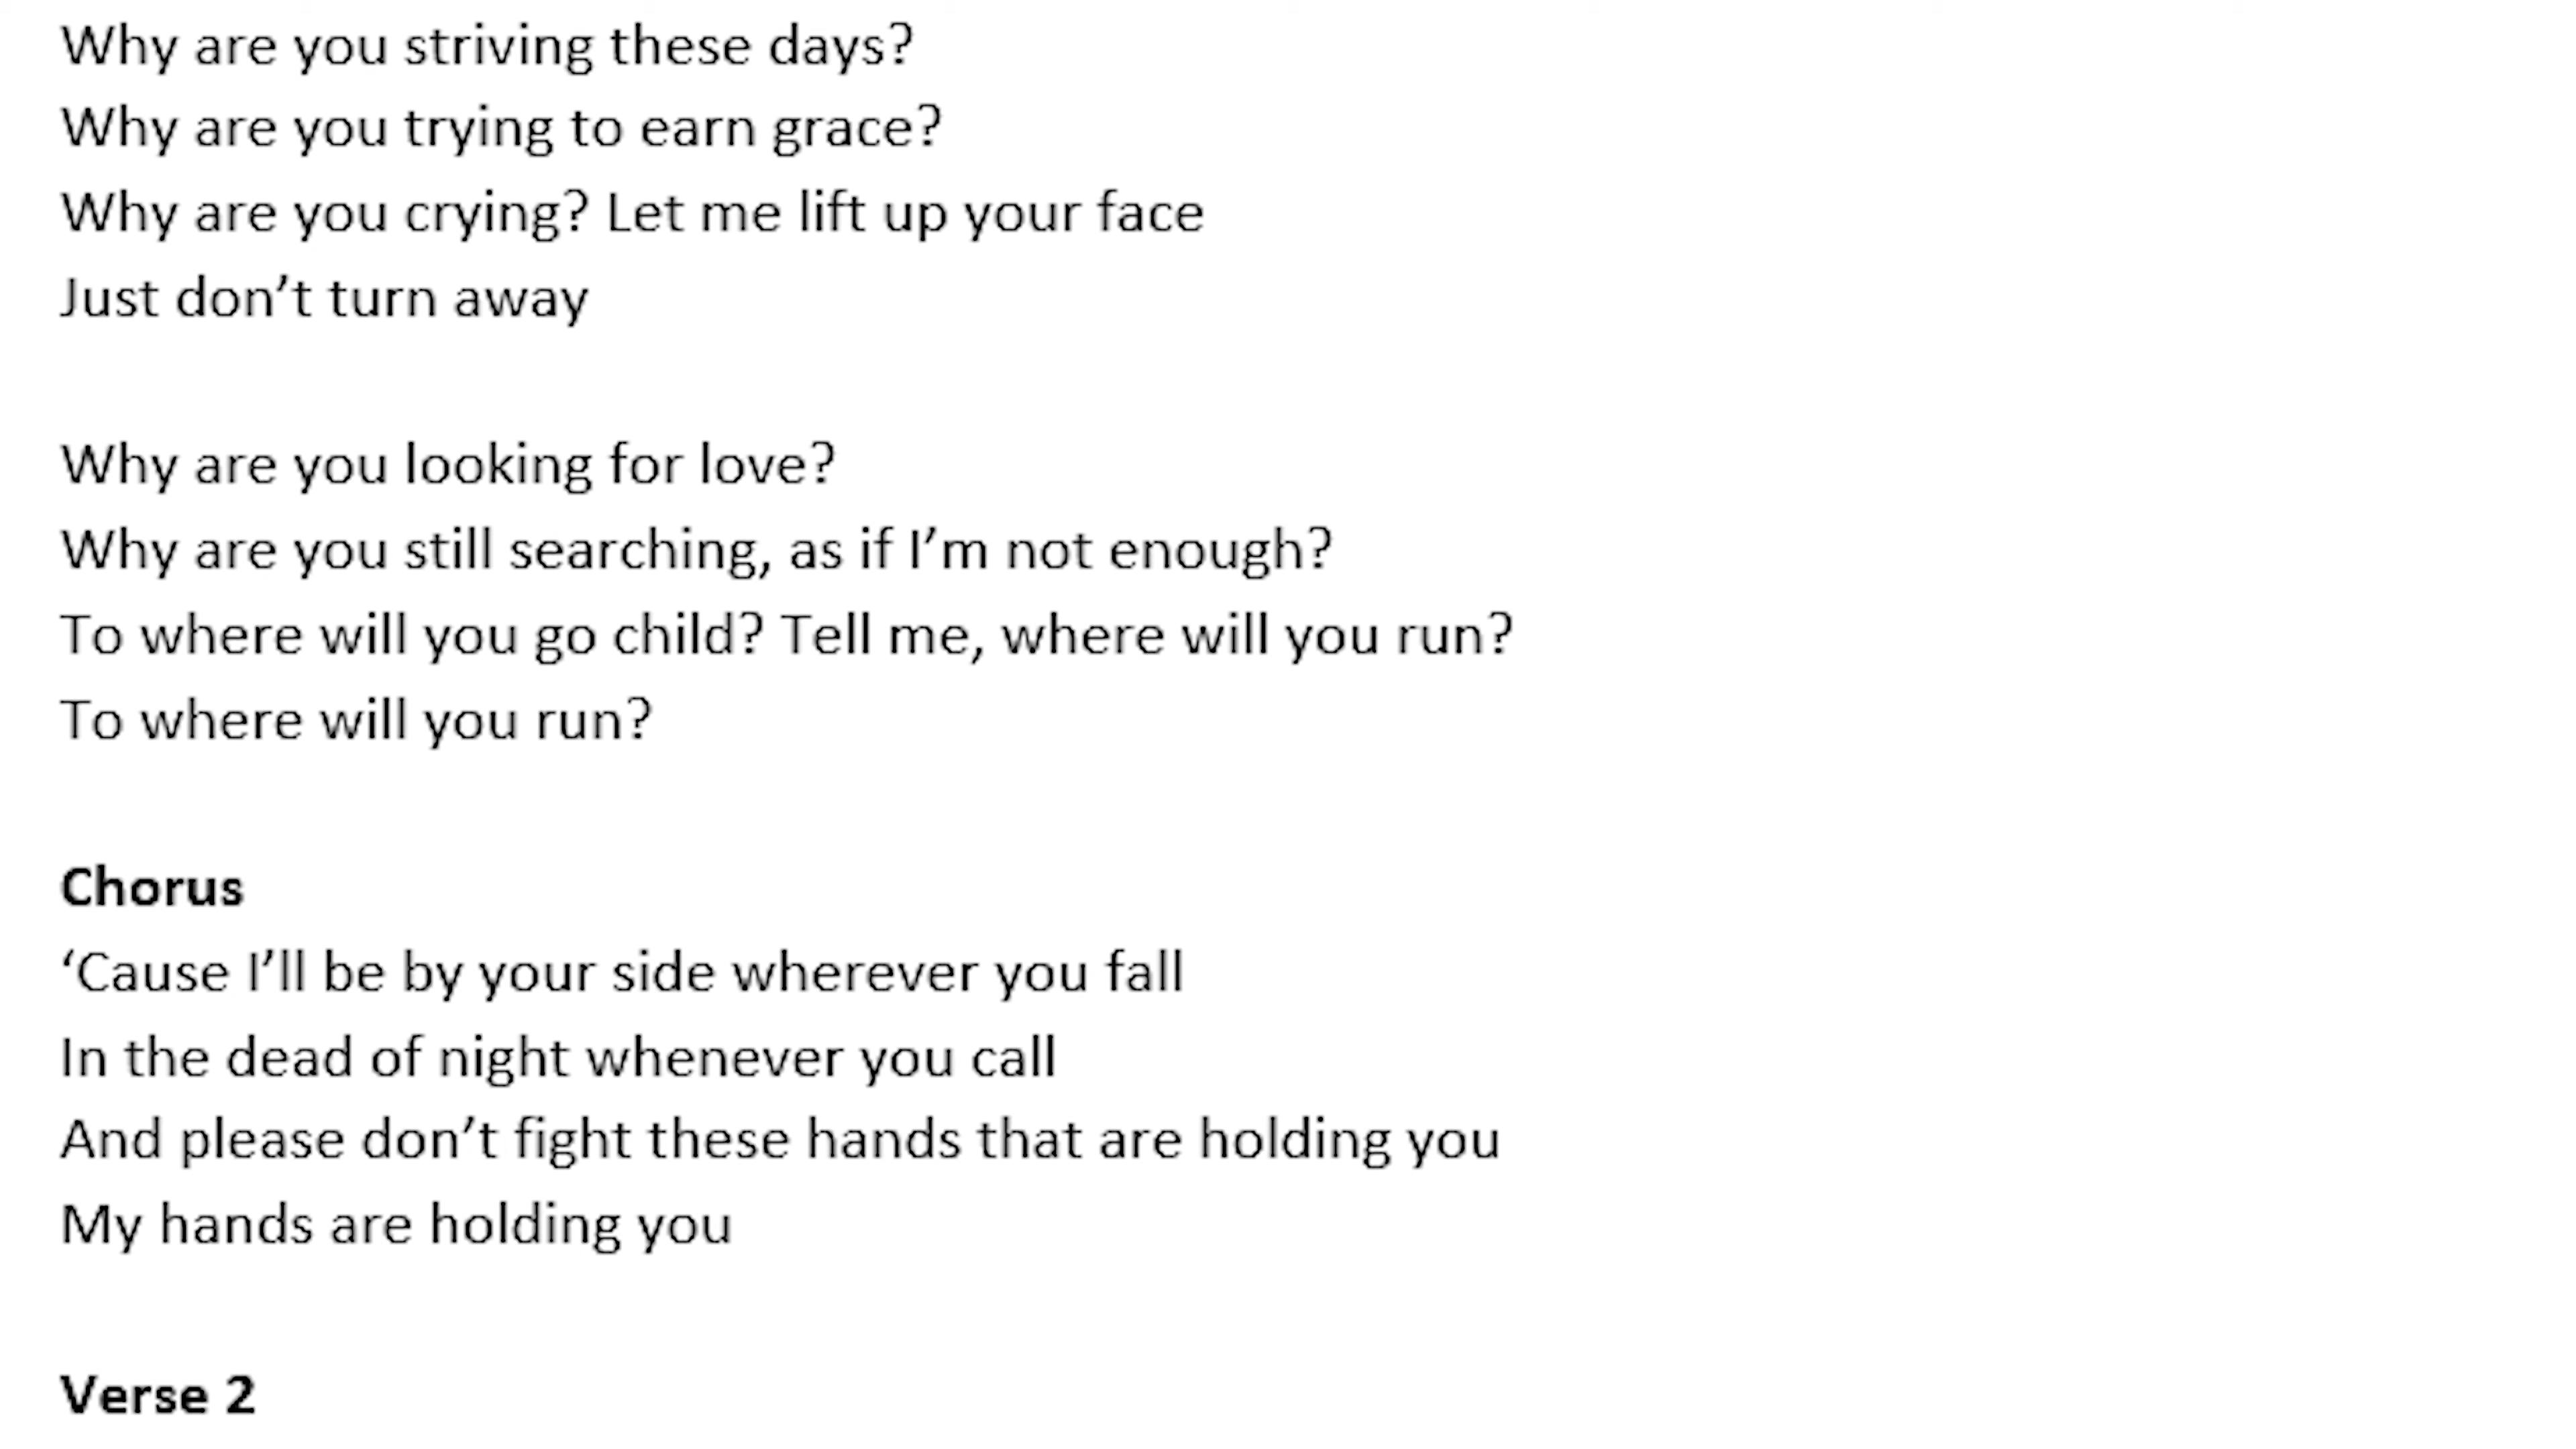 Why are you striving these days?
Why are you trying to earn grace?
Why are you crying? Let me lift up your face
Just don’t turn away
Why are you looking for love?
Why are you still searching, as if I’m not enough?
To where will you go child? Tell me, where will you run?
To where will you run?
Chorus
‘Cause I’ll be by your side wherever you fall
In the dead of night whenever you call
And please don’t fight these hands that are holding you
My hands are holding you
Verse 2